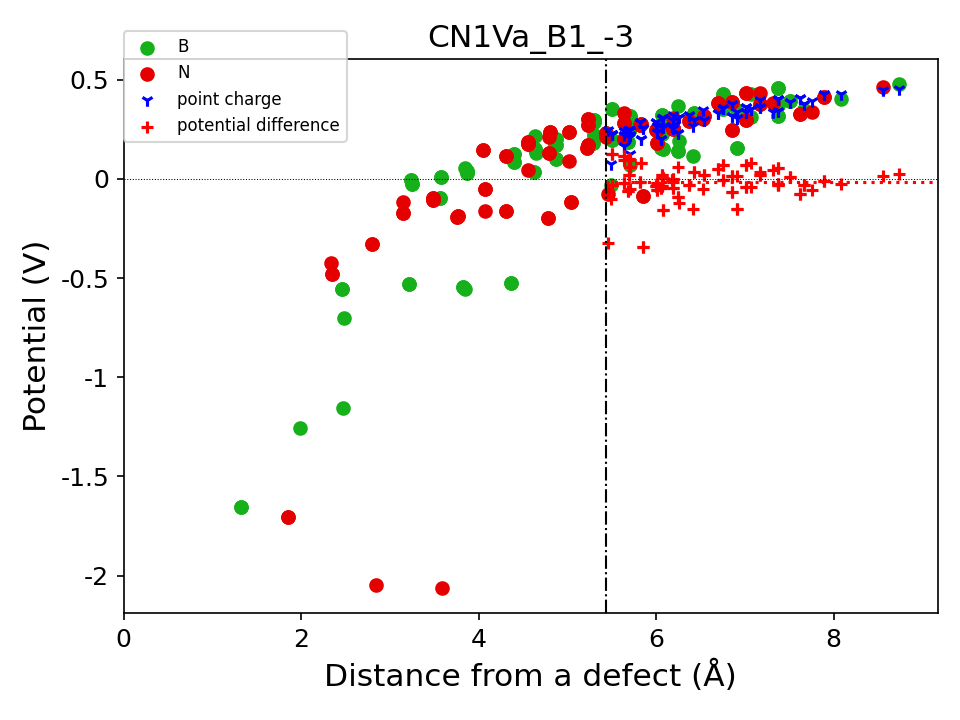 CN1Va_B1_-3
B
N
point charge
potential difference
0.5
0
-0.5
-1
-1.5
-2
Potential (V)
0 2 4 6 8
Distance from a defect (Å)